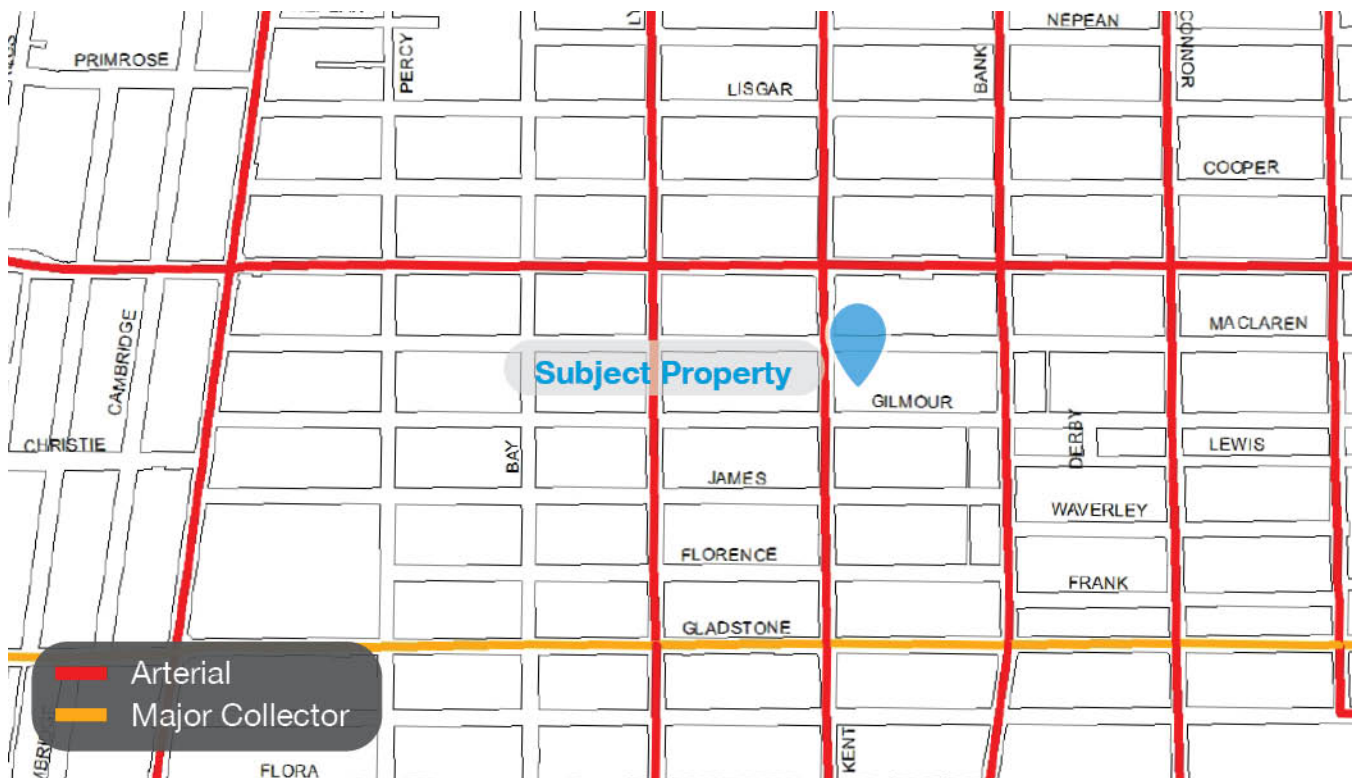 NEPEAN
PRIMROSE
PERCY
LISGAR
BANK
CONNOR
COOPER
CAMBRIDGE
MACLAREN
Subject Property
GILMOUR
CHRISTIE
BAY
JAMES
DERBY
LEWIS
WAVERLEY
FLORENCE
FRANK
GLADSTONE
Arterial
Major Collector
KENT
FLORA